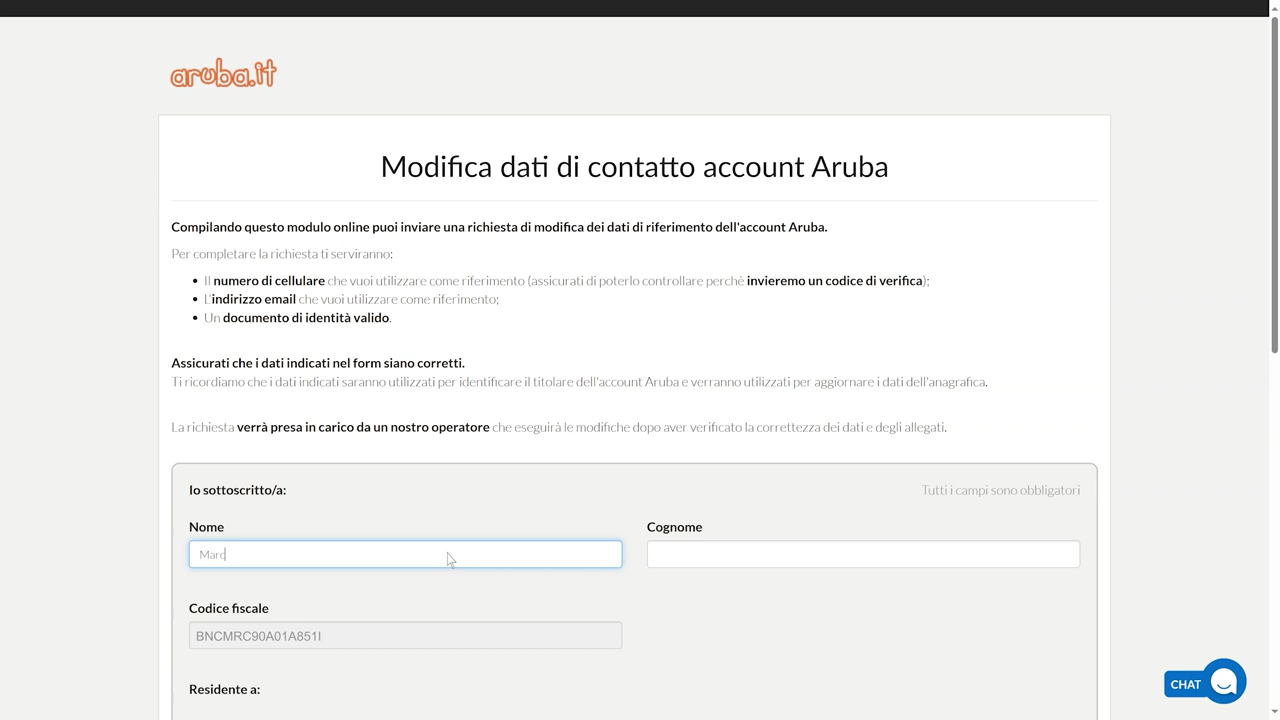 aruba.it
Modifica dati di contatto account Aruba
Compilando questo modulo online puoi inviare una richiesta di modifica dei dati di riferimento dell'account Aruba.
Per completare la richiesta ti serviranno:
• Il numero di cellulare che vuoi utilizzare come riferimento (assicurati di poterlo controllare perché invieremo un codice di verifica);
• L'indirizzo email che vuoi utilizzare come riferimento;
• Un documento di identità valido.
Assicurati che i dati indicati nel form siano corretti.
Ti ricordiamo che i dati indicati saranno utilizzati per identificare il titolare dell'account Aruba e verranno utilizzati per aggiornare i dati dell'anagrafica.
La richiesta verrà presa in carico da un nostro operatore che eseguirà le modifiche dopo aver verificato la correttezza dei dati e degli allegati.
Io sottoscritto/a: Tutti i campi sono obbligatori
Nome Cognome
Marc
Codice fiscale
BNCMRC90A01A851I
Residente a:
CHAT